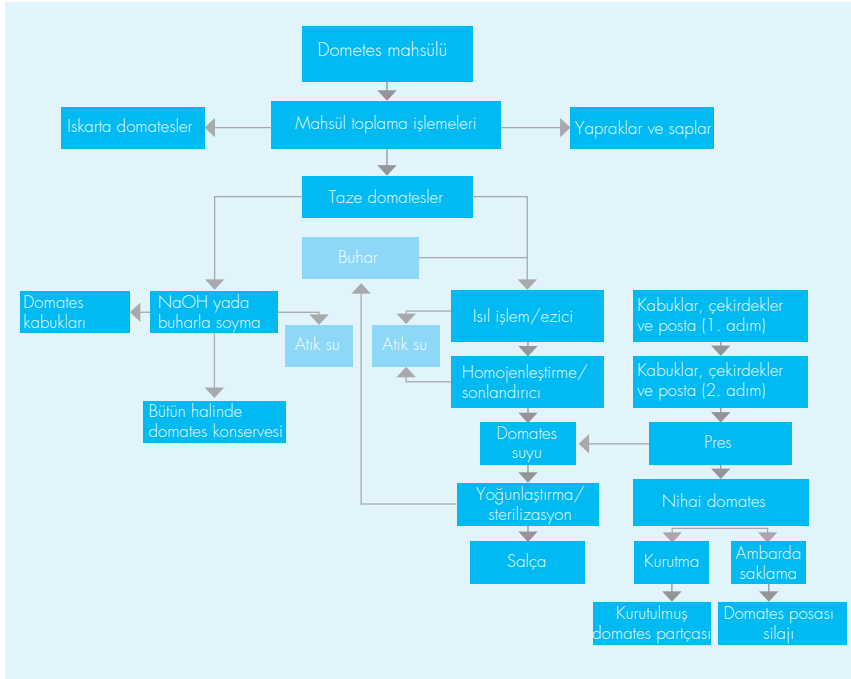 Dometes mahsülü
Iskarta domatesler
Mahsül toplama işlemeleri
Yapraklar ve saplar
Taze domatesler
Buhar
Domates
kabukları
NaOH yada
buharla soyma
Atık su
Atık su
Isıl işlem/ezici
Kabuklar, çekirdekler
ve posta (1. adım)
Homojenleştirme/
sonlandırıcı
Kabuklar, çekirdekler
ve posta (2. adım)
Bütün halinde
domates konservesi
Domates
suyu
Pres
Yoğunlaştırma/
sterilizasyon
Nihai domates
Salça
Kurutma
Ambarda
saklama
Kurutulmuş
domates partçası
Domates posası
silajı